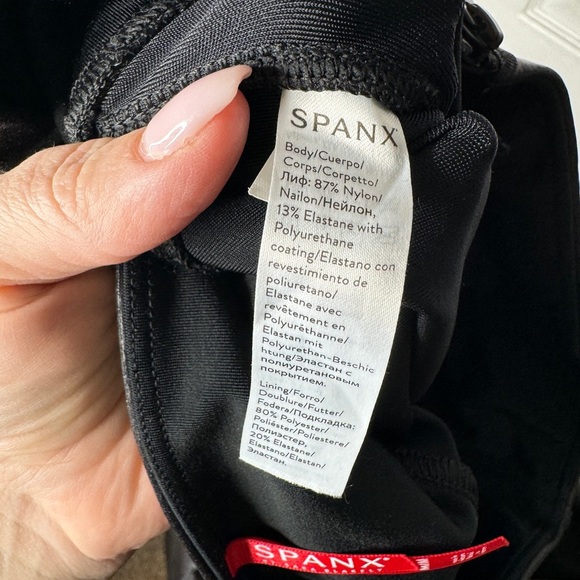 SPANX
Body/Cuerpo/
Corps/Corpetto/
Лиф: 87% Nylon/
Nailon/Нейлон,
13% Elastane with
Polyurethane
coating/Elastano con
revestimiento de
poliuretano/
Elastane avec
revêtement en
Polyuréthanne/
Elastan mit
Polyurethan-Beschic
htung/Эластан с
полиуретановым
покрытием.
Lining/Forro/
Doublure/Futter/
Fodera/Подкладка:
80% Polyester/
Poliéster/Poliestere/
Полиэстер,
20% Elastane/
Elastano/Elastan/
Эластан.
SPANX